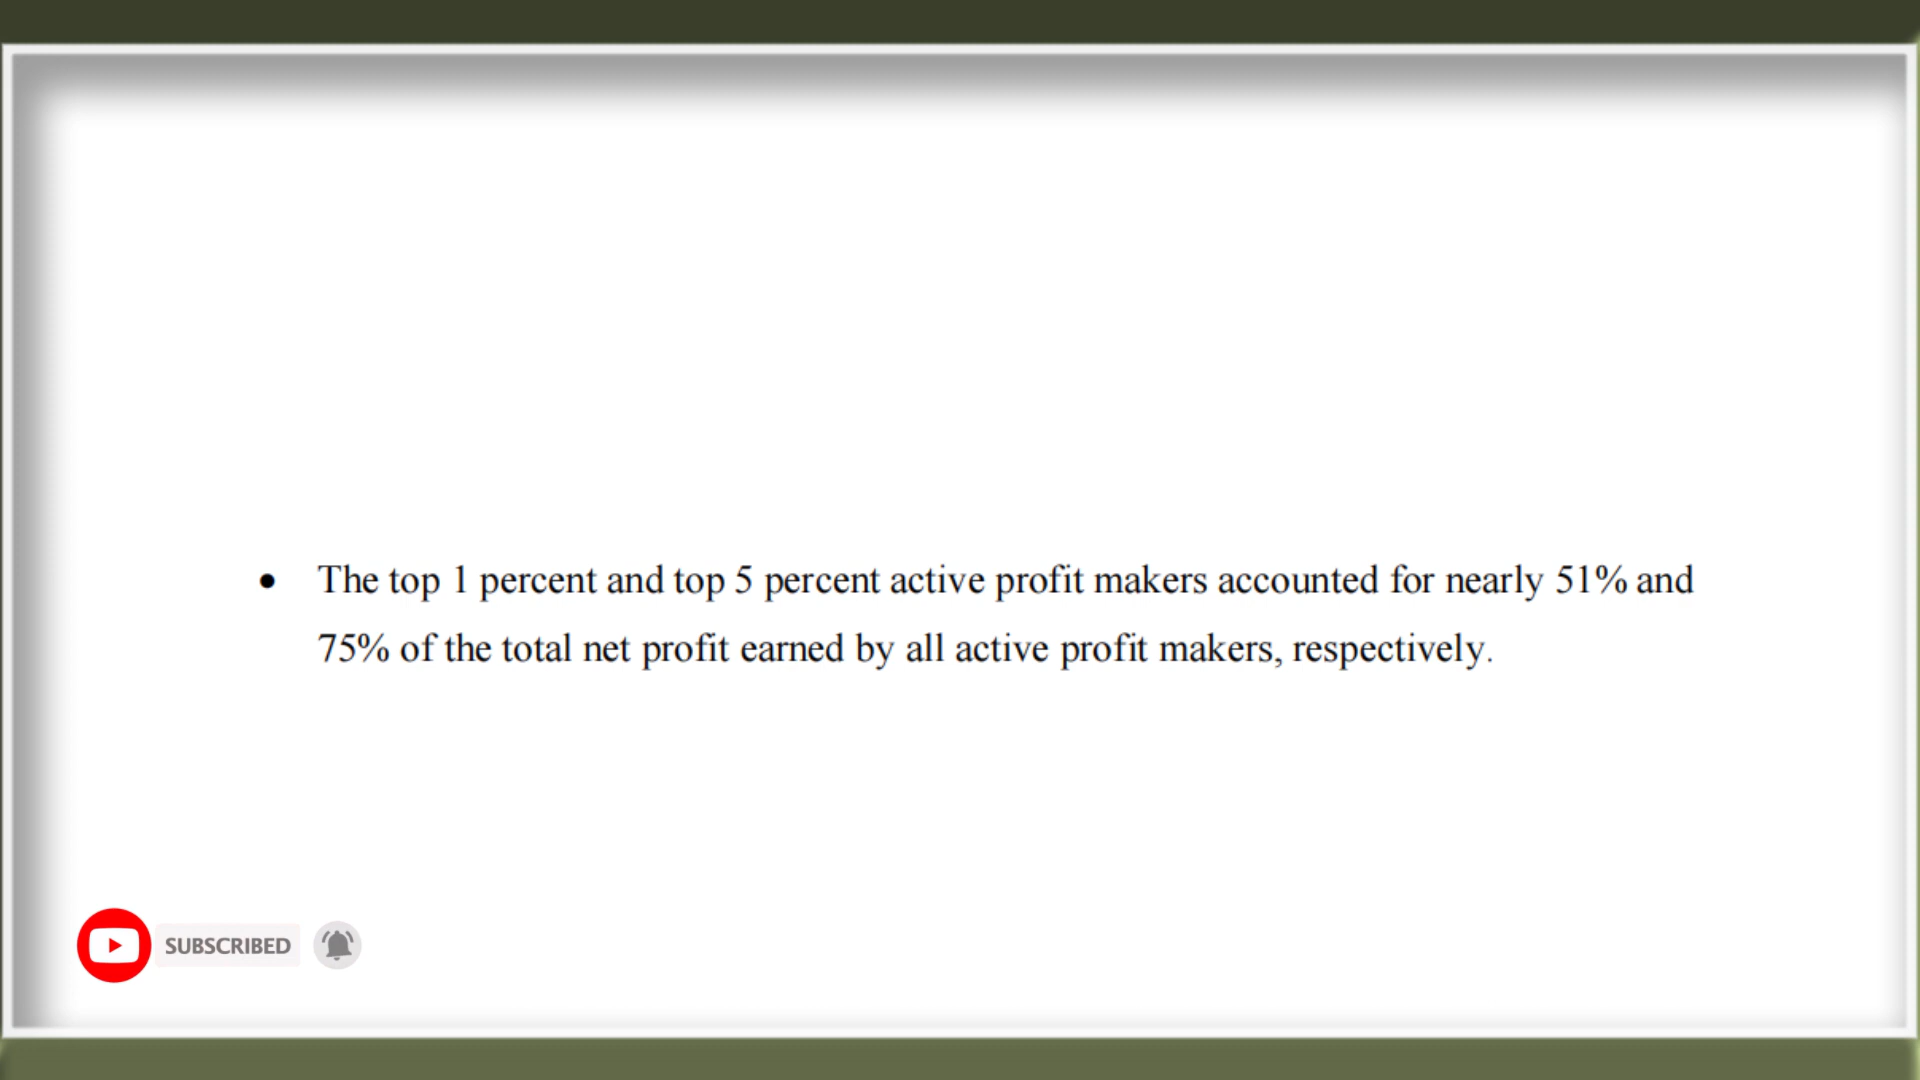 • The top 1 percent and top 5 percent active profit makers accounted for nearly 51% and
75% of the total net profit earned by all active profit makers, respectively.
SUBSCRIBED